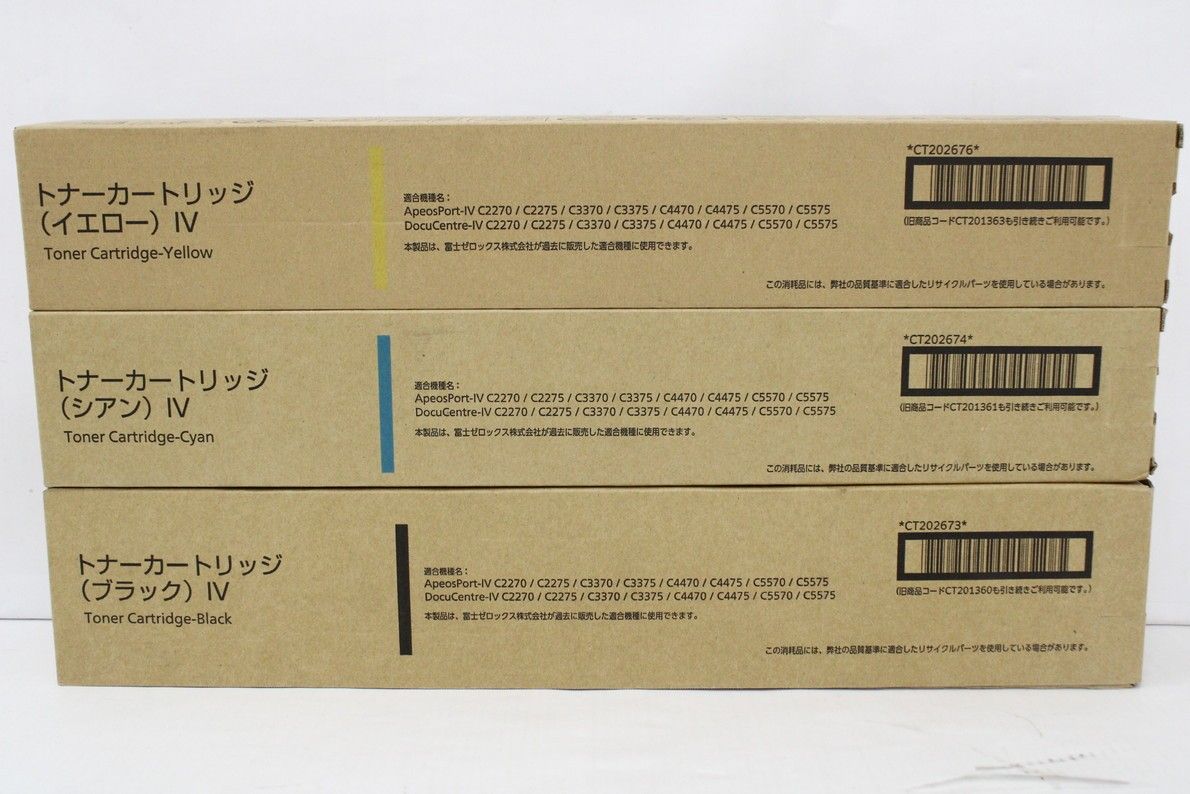 トナーカートリッジ
（イエロー）Ⅳ
Toner Cartridge-Yellow
適合機種名：
ApeosPort-IV C2270 / C2275 / C3370 / C3375 / C4470 / C4475 / C5570 / C5575
DocuCentre-IV C2270 / C2275 / C3370 / C3375 / C4470 / C4475 / C5570 / C5575
本製品は、富士ゼロックス株式会社が過去に販売した適合機種に使用できます。
*CT202676*
(旧商品コードCT201363も引き続きご利用可能です。)
この消耗品には、弊社の品質基準に適合したリサイクルパーツを使用している場合があります。
トナーカートリッジ
（シアン）Ⅳ
Toner Cartridge-Cyan
適合機種名：
ApeosPort-IV C2270 / C2275 / C3370 / C3375 / C4470 / C4475 / C5570 / C5575
DocuCentre-IV C2270 / C2275 / C3370 / C3375 / C4470 / C4475 / C5570 / C5575
本製品は、富士ゼロックス株式会社が過去に販売した適合機種に使用できます。
*CT202674*
(旧商品コードCT201361も引き続きご利用可能です。)
この消耗品には、弊社の品質基準に適合したリサイクルパーツを使用している場合があります。
トナーカートリッジ
（ブラック）Ⅳ
Toner Cartridge-Black
適合機種名：
ApeosPort-IV C2270 / C2275 / C3370 / C3375 / C4470 / C4475 / C5570 / C5575
DocuCentre-IV C2270 / C2275 / C3370 / C3375 / C4470 / C4475 / C5570 / C5575
本製品は、富士ゼロックス株式会社が過去に販売した適合機種に使用できます。
*CT202673*
(旧商品コードCT201360も引き続きご利用可能です。)
この消耗品には、弊社の品質基準に適合したリサイクルパーツを使用している場合があります。